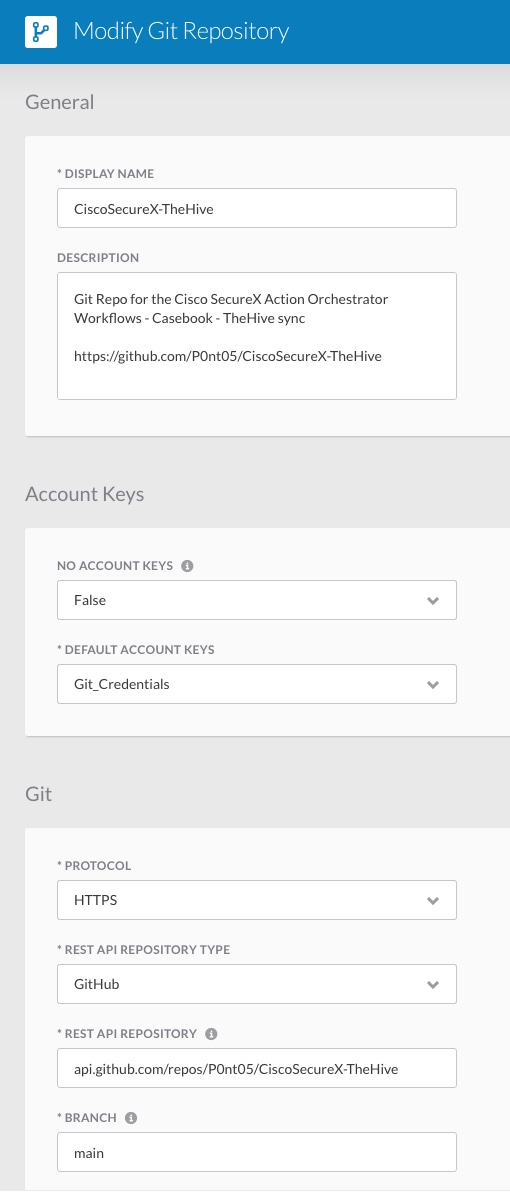 Modify Git Repository
General
* DISPLAY NAME
CiscoSecureX-TheHive
DESCRIPTION
Git Repo for the Cisco SecureX Action Orchestrator
Workflows - Casebook - TheHive sync
https://github.com/P0nt05/CiscoSecureX-TheHive
Account Keys
NO ACCOUNT KEYS
False
* DEFAULT ACCOUNT KEYS
Git_Credentials
Git
* PROTOCOL
HTTPS
* REST API REPOSITORY TYPE
GitHub
* REST API REPOSITORY
api.github.com/repos/P0nt05/CiscoSecureX-TheHive
* BRANCH
main